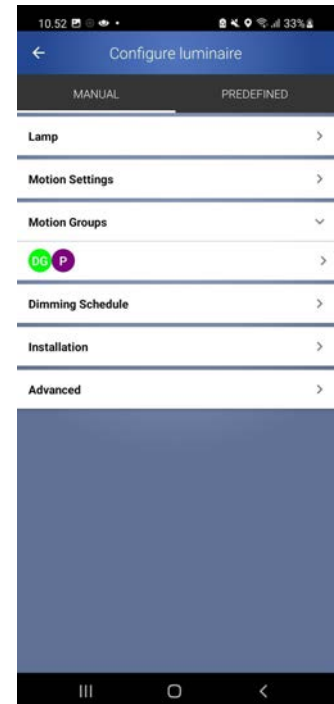 10.52 33%
Configure luminaire
MANUAL PREDEFINED
Lamp
Motion Settings
Motion Groups
DG P
Dimming Schedule
Installation
Advanced